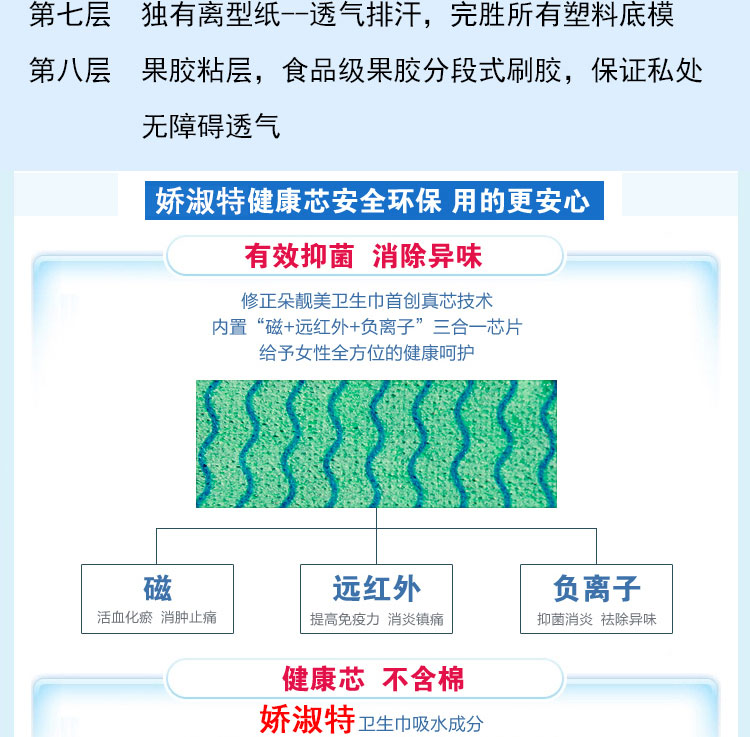 第七层 独有离型纸--透气排汗，完胜所有塑料底模
第八层 果胶粘层，食品级果胶分段式刷胶，保证私处
无障碍透气
娇淑特健康芯安全环保 用的更安心
有效抑菌 消除异味
修正朵靓美卫生巾首创真芯技术
内置“磁+远红外+负离子”三合一芯片
给予女性全方位的健康呵护
磁
活血化瘀 消肿止痛
远红外
提高免疫力 消炎镇痛
负离子
抑菌消炎 祛除异味
健康芯 不含棉
娇淑特卫生巾吸水成分